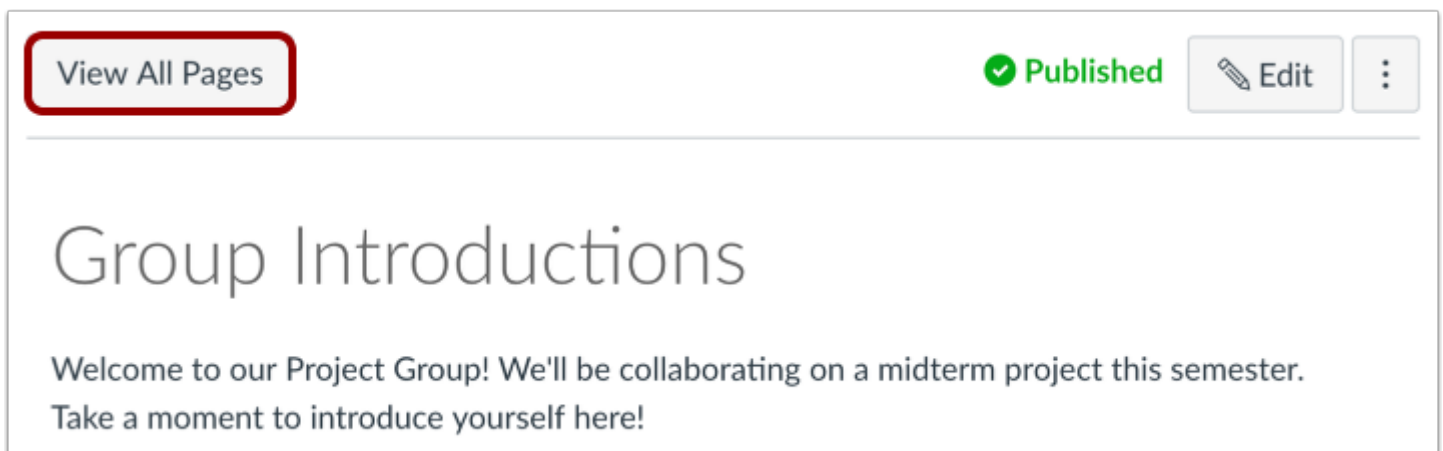 View All Pages
Published
Edit
Group Introductions
Welcome to our Project Group! We'll be collaborating on a midterm project this semester.
Take a moment to introduce yourself here!